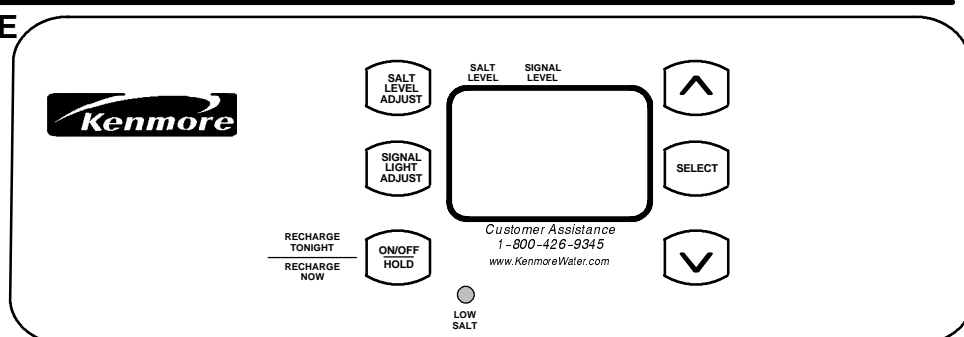 E
Kenmore
SALT
LEVEL
ADJUST
SALT
LEVEL
SIGNAL
LEVEL
SIGNAL
LIGHT
ADJUST
SELECT
RECHARGE
TONIGHT
RECHARGE
NOW
ON/OFF
HOLD
Customer Assistance
1-800-426-9345
www.KenmoreWater.com
LOW
SALT